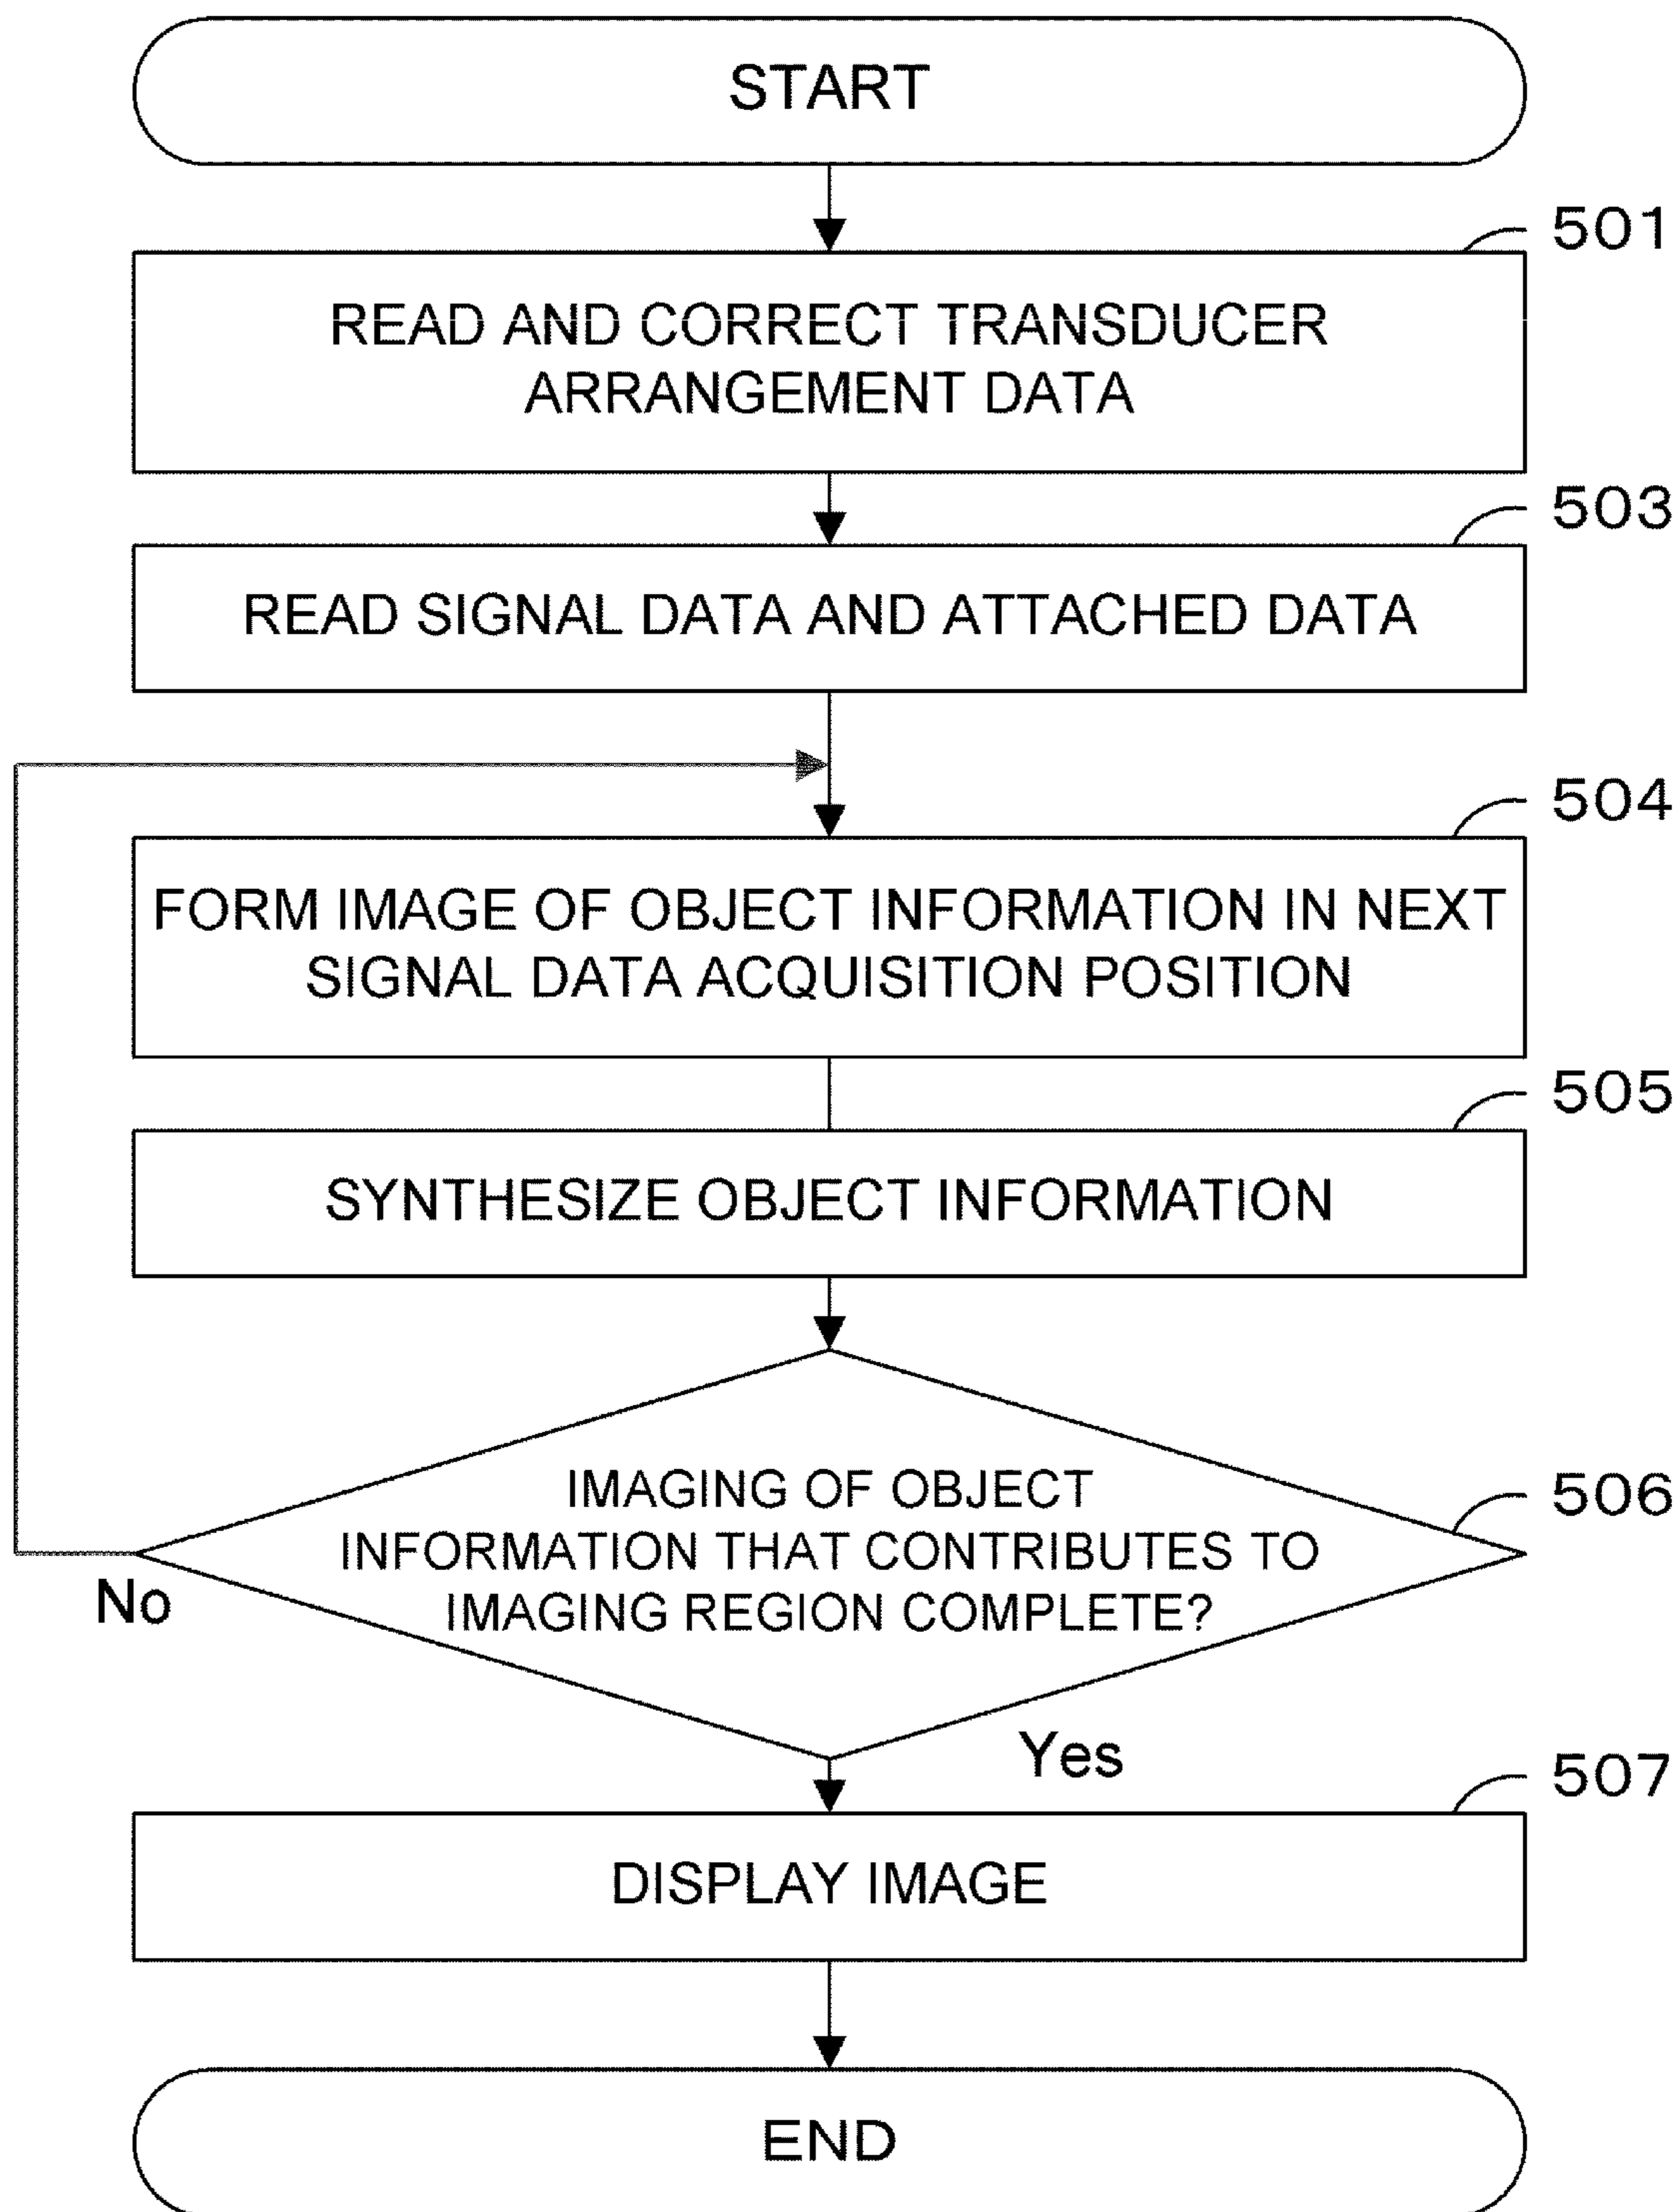 START
501
READ AND CORRECT TRANSDUCER
ARRANGEMENT DATA
503
READ SIGNAL DATA AND ATTACHED DATA
504
FORM IMAGE OF OBJECT INFORMATION IN NEXT
SIGNAL DATA ACQUISITION POSITION
505
SYNTHESIZE OBJECT INFORMATION
506
IMAGING OF OBJECT
INFORMATION THAT CONTRIBUTES TO
IMAGING REGION COMPLETE?
No
Yes
507
DISPLAY IMAGE
END